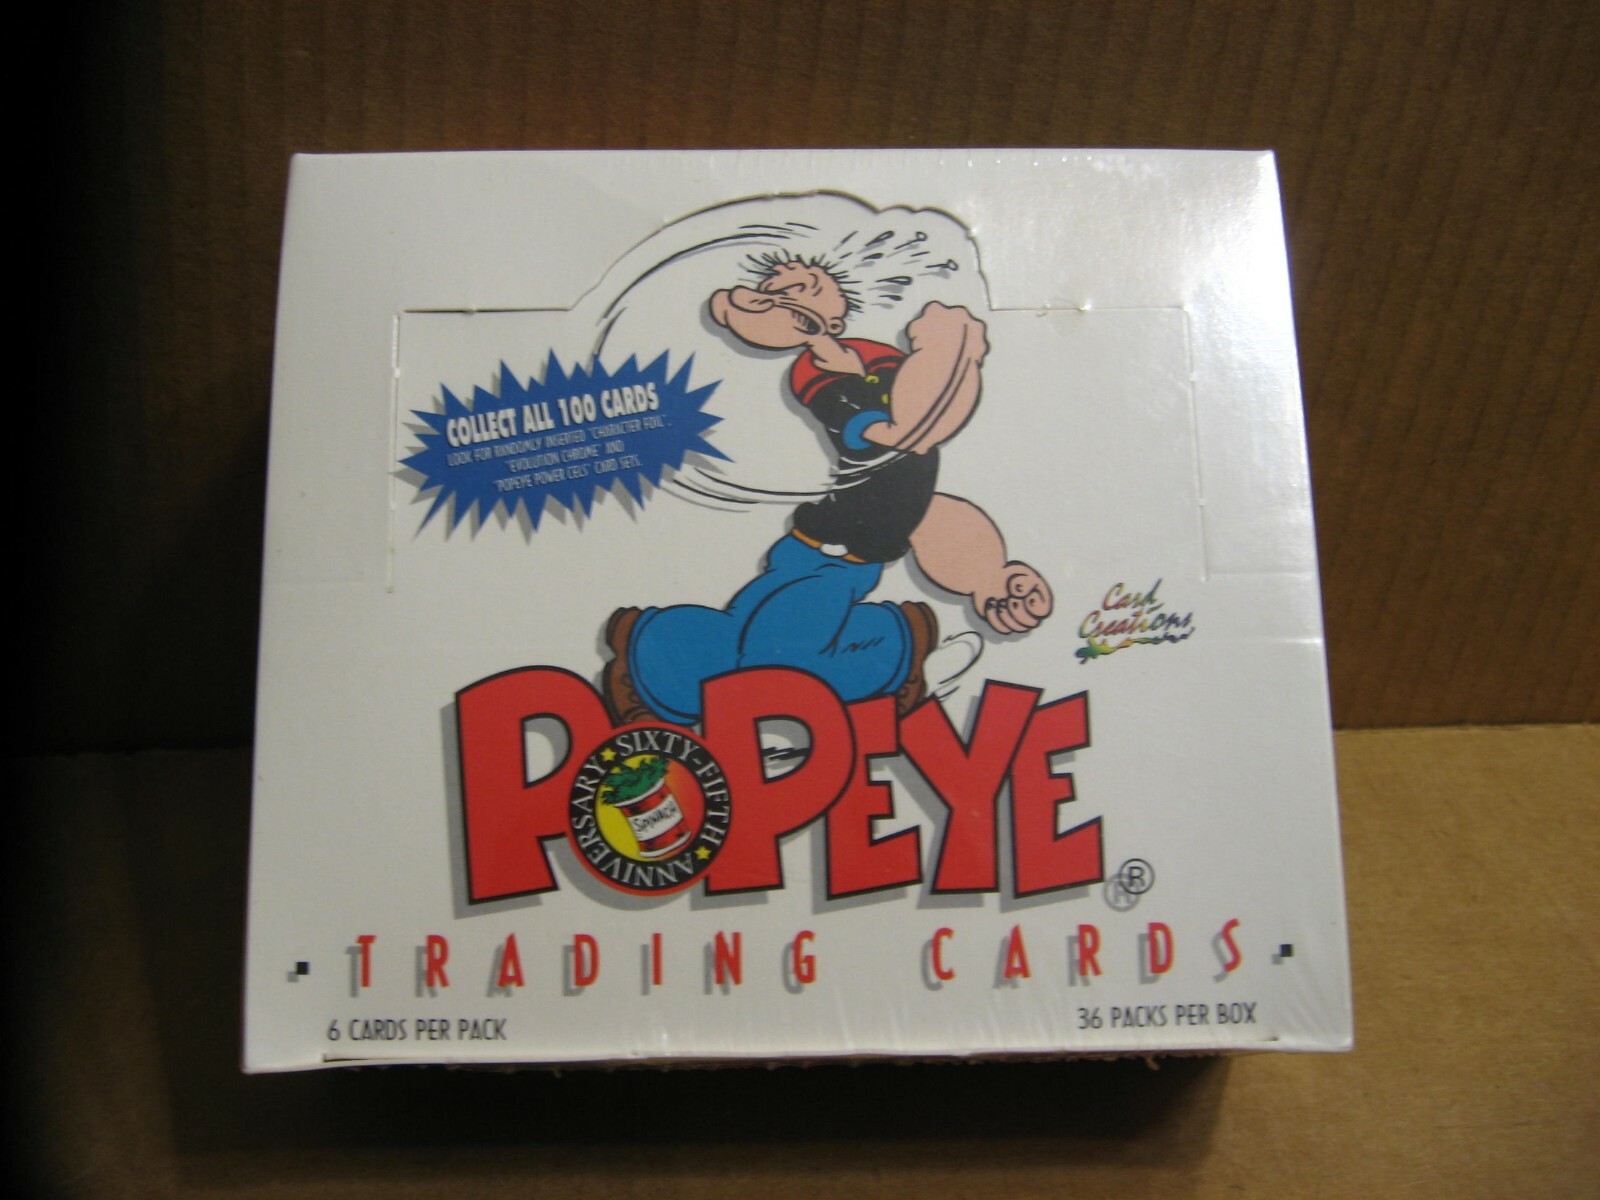 COLLECT ALL 100 CARDS
LOOK FOR RANDOMLY INSERTED "CHARACTER FOIL",
"EVOLUTION CHROME" AND
"POPEYE POWER CELS" CARD SETS.
Card
Creations
POPEYE®
SIXTY-FIFTH ANNIVERSARY
SPINACH
TRADING CARDS
6 CARDS PER PACK
36 PACKS PER BOX